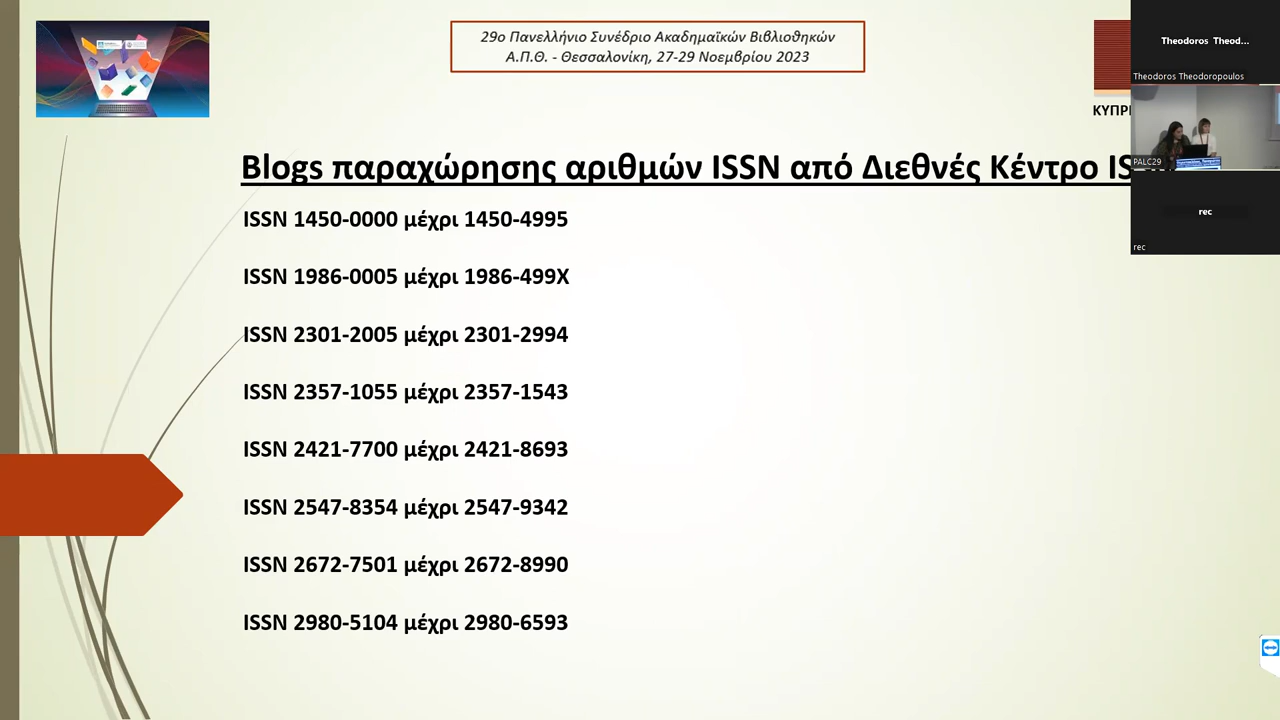 29ο Πανελλήνιο Συνέδριο Ακαδημαϊκών Βιβλιοθηκών
Α.Π.Θ. - Θεσσαλονίκη, 27-29 Νοεμβρίου 2023
Theodoros Theod...
Theodoros Theodoropoulos
ΚΥΠΡ
PALC29
rec
rec
Blogs παραχώρησης αριθμών ISSN από Διεθνές Κέντρο IS
ISSN 1450-0000 μέχρι 1450-4995
ISSN 1986-0005 μέχρι 1986-499X
ISSN 2301-2005 μέχρι 2301-2994
ISSN 2357-1055 μέχρι 2357-1543
ISSN 2421-7700 μέχρι 2421-8693
ISSN 2547-8354 μέχρι 2547-9342
ISSN 2672-7501 μέχρι 2672-8990
ISSN 2980-5104 μέχρι 2980-6593